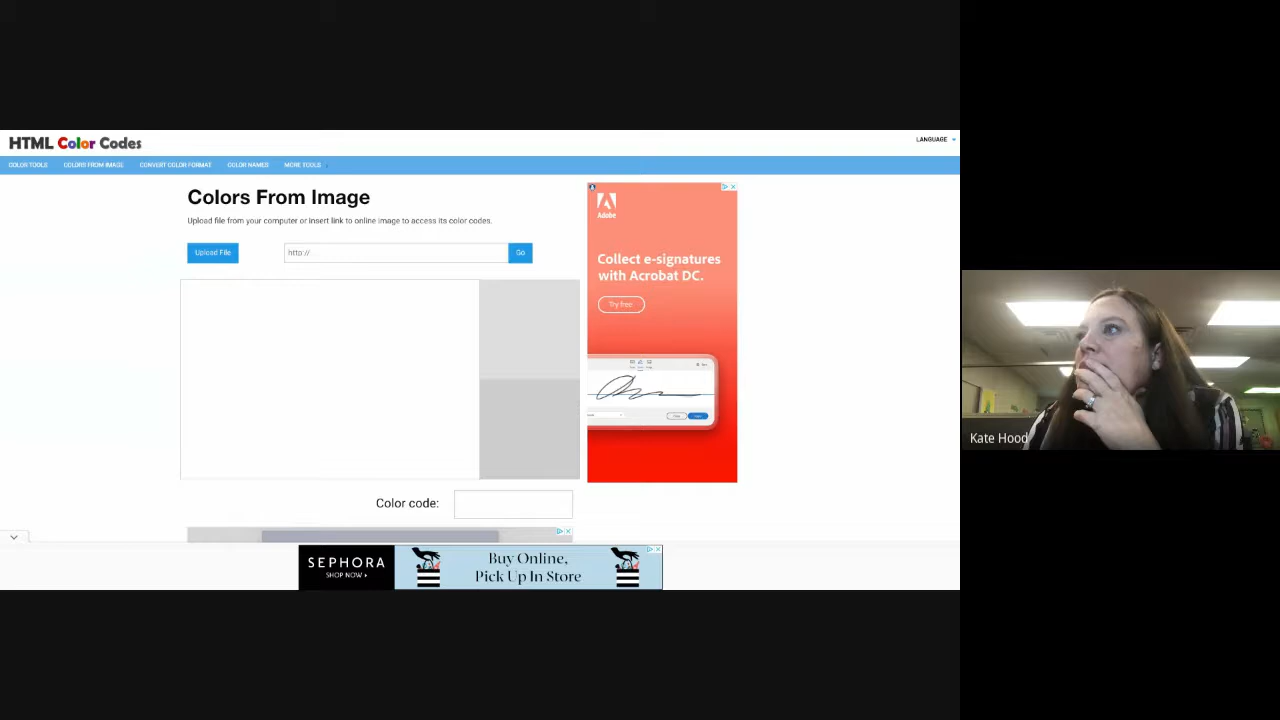 HTML Color Codes
LANGUAGE
COLOR TOOLS COLORS FROM IMAGE CONVERT COLOR FORMAT COLOR NAMES MORE TOOLS
Colors From Image
Upload file from your computer or insert link to online image to access its color codes.
Upload File
http://
Go
Adobe
Collect e-signatures
with Acrobat DC.
Try free
Color code:
SEPHORA
SHOP NOW
Buy Online,
Pick Up In Store
Kate Hood